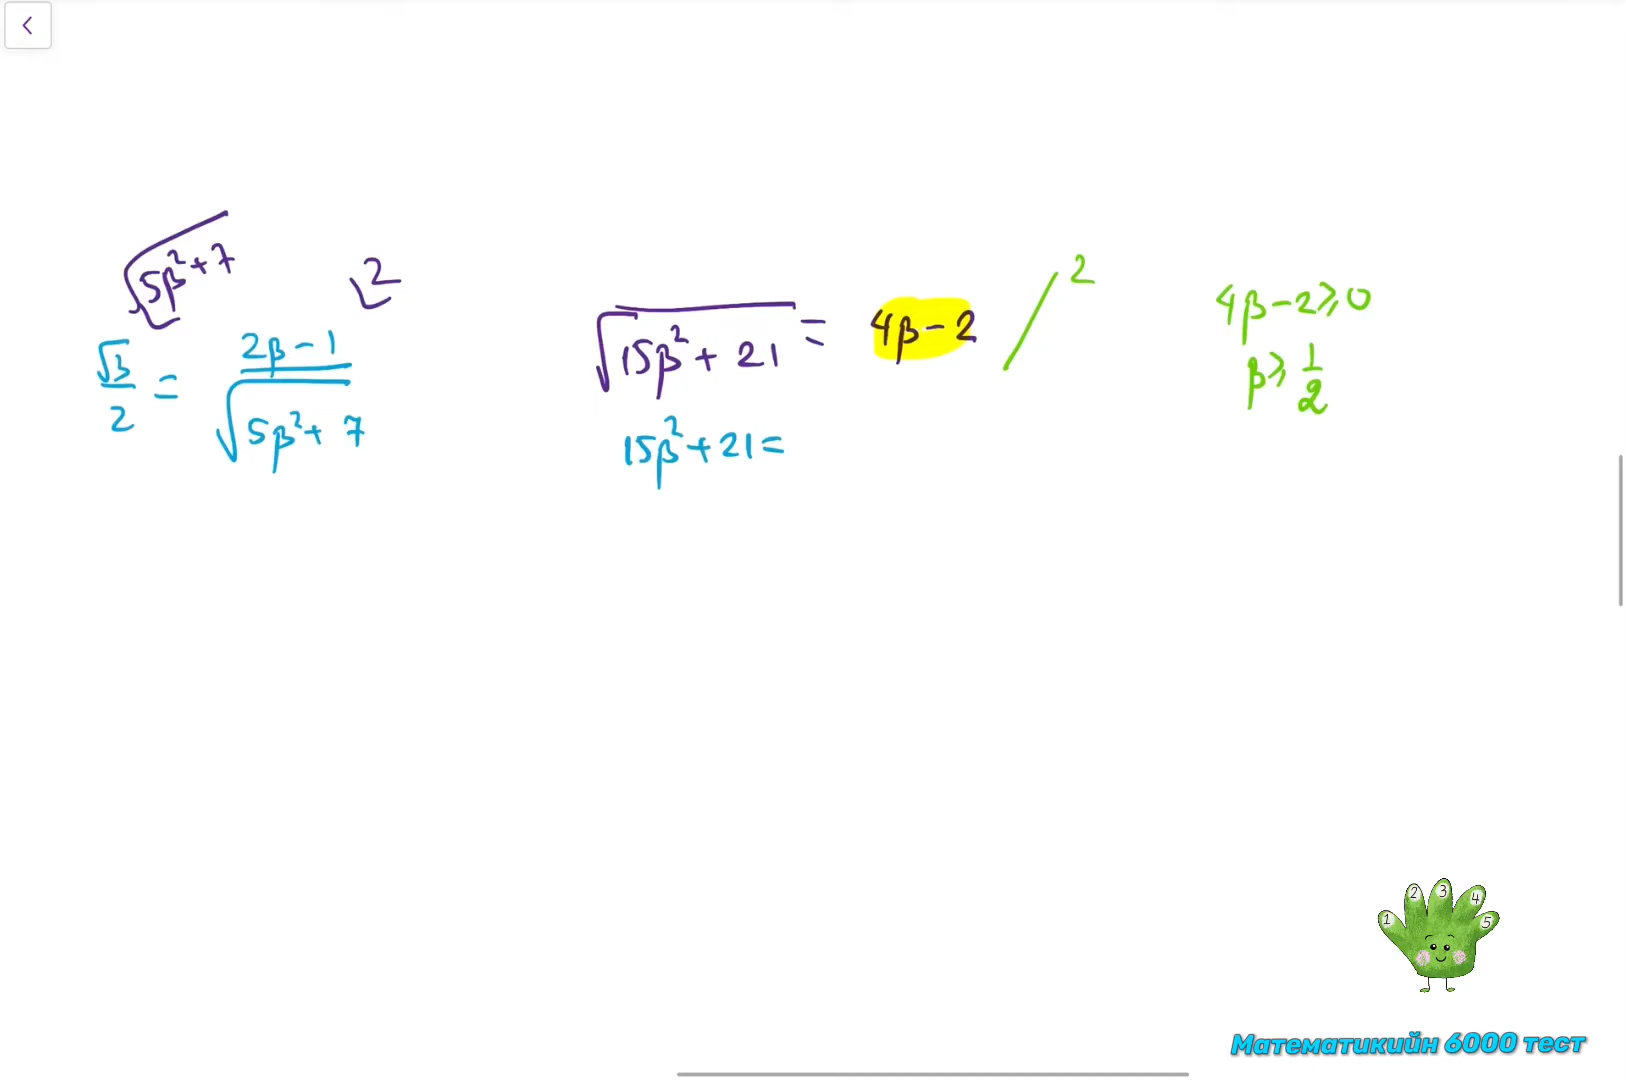 √(5β²+7)
2
√3/2 = (2β-1)/√(5β²+7)
√(15β²+21) = 4β-2 / 2
15β²+21=
4β-2⩾0
β⩾1/2
1 2 3 4 5
Математикийн 6000 тест